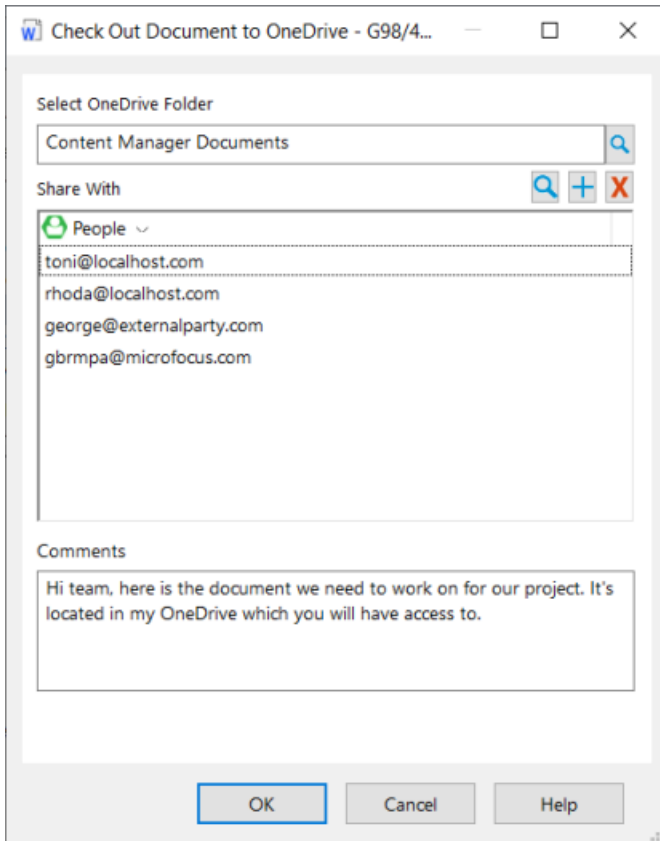 Check Out Document to OneDrive - G98/4...
Select OneDrive Folder
Content Manager Documents
Share With
People
toni@localhost.com
rhoda@localhost.com
george@externalparty.com
gbrmpa@microfocus.com
Comments
Hi team, here is the document we need to work on for our project. It's
located in my OneDrive which you will have access to.
OK Cancel Help